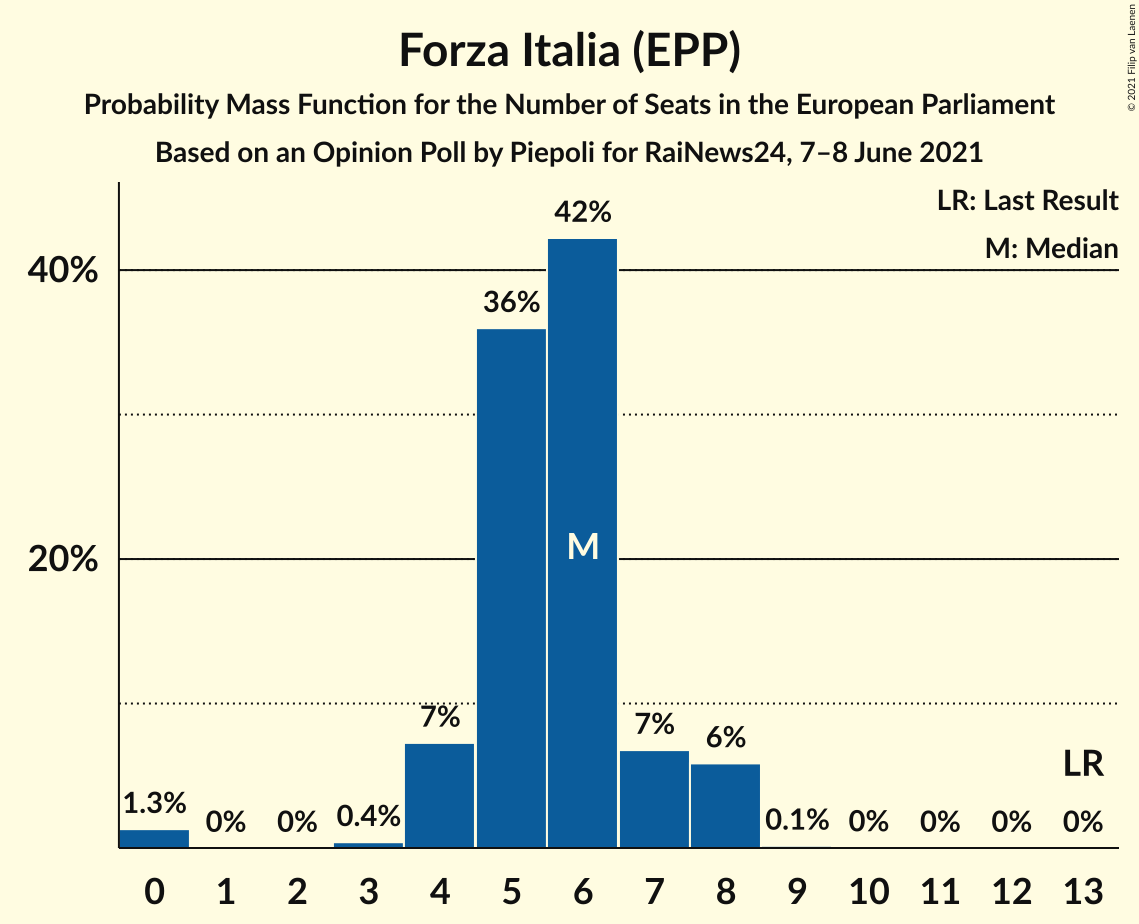 Forza Italia (EPP)
Probability Mass Function for the Number of Seats in the European Parliament
Based on an Opinion Poll by Piepoli for RaiNews24, 7–8 June 2021
© 2021 Filip van Laenen
LR: Last Result
M: Median
40%
20%
1.3%
0%
0%
0.4%
7%
36%
42%
M
7%
6%
0.1%
0%
0%
0%
0%
LR
0 1 2 3 4 5 6 7 8 9 10 11 12 13